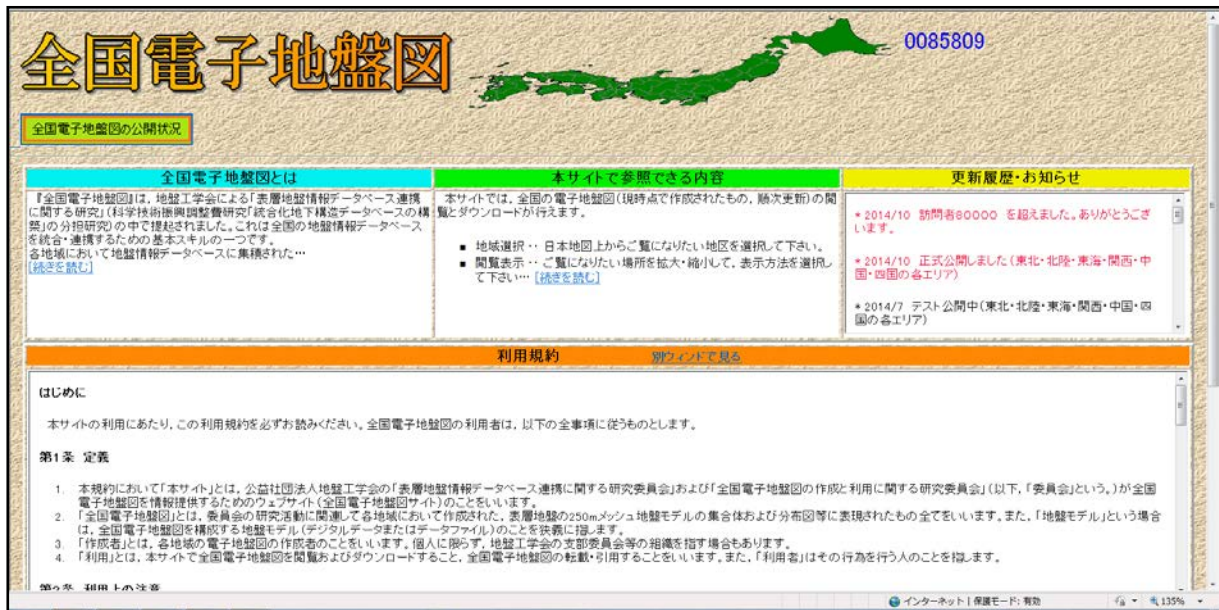 全国電子地盤図
0085809
全国電子地盤図の公開状況
全国電子地盤図とは
『全国電子地盤図』は，地盤工学会による「表層地盤情報データベース連携
に関する研究」（科学技術振興調整費研究「統合化地下構造データベースの構
築」の分担研究）の中で提起されました。これは全国の地盤情報データベース
を統合・連携するための基本スキルの一つです。
各地域において地盤情報データベースに集積された…
[続きを読む]
本サイトで参照できる内容
本サイトでは，全国の電子地盤図（現時点で作成されたもの，順次更新）の閲
覧とダウンロードが行えます。
■ 地域選択‥ 日本地図上からご覧になりたい地区を選択して下さい。
■ 閲覧表示‥ ご覧になりたい場所を拡大・縮小して，表示方法を選択し
て下さい… [続きを読む]
更新履歴・お知らせ
＊2014/10 訪問者80000 を超えました。ありがとうござ
います。
＊2014/10 正式公開しました（東北・北陸・東海・関西・中
国・四国の各エリア）
＊2014/7 テスト公開中（東北・北陸・東海・関西・中国・四
国の各エリア）
利用規約 別ウィンドで見る
はじめに
本サイトの利用にあたり，この利用規約を必ずお読みください。全国電子地盤図の利用者は，以下の全事項に従うものとします。
第1条 定義
1. 本規約において「本サイト」とは，公益社団法人地盤工学会の「表層地盤情報データベース連携に関する研究委員会」および「全国電子地盤図の作成と利用に関する研究委員会」（以下，「委員会」という。）が全国
電子地盤図を情報提供するためのウェブサイト（全国電子地盤図サイト）のことをいいます。
2. 「全国電子地盤図」とは，委員会の研究活動に関連して各地域において作成された，表層地盤の250mメッシュ地盤モデルの集合体および分布図等に表現されたもの全てをいいます。また，「地盤モデル」という場合
は，全国電子地盤図を構成する地盤モデル（デジタルデータまたはデータファイル）のことを狭義に指します。
3. 「作成者」とは，各地域の電子地盤図の作成者のことをいいます。個人に限らず，地盤工学会の支部委員会等の組織を指す場合もあります。
4. 「利用」とは，本サイトで全国電子地盤図を閲覧およびダウンロードすること，全国電子地盤図の転載・引用することをいいます。また，「利用者」はその行為を行う人のことを指します。
第2条 利用上の注意
インターネット | 保護モード: 有効
135%